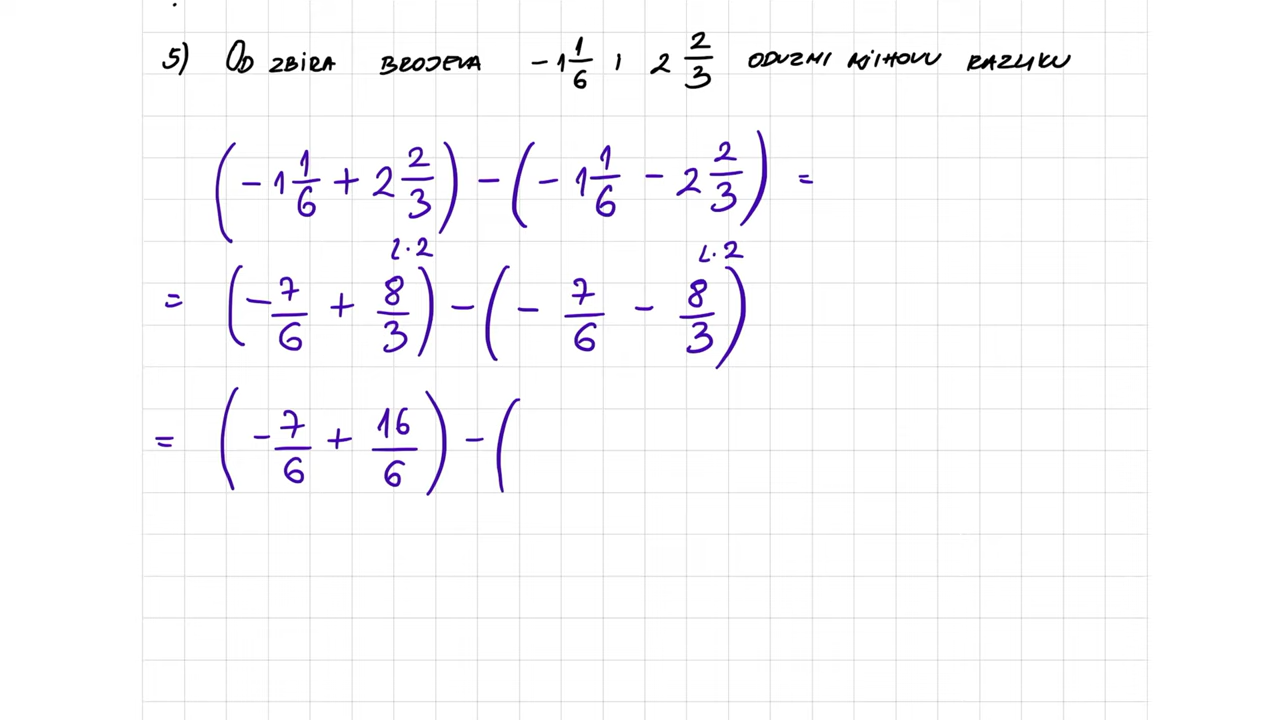 5) Od zbira brojeva -1 1/6 i 2 2/3 oduzmi njihovu razliku
(-1 1/6 + 2 2/3) - (-1 1/6 - 2 2/3) =
/·2 /·2
= (-7/6 + 8/3) - (-7/6 - 8/3)
= (-7/6 + 16/6) - (